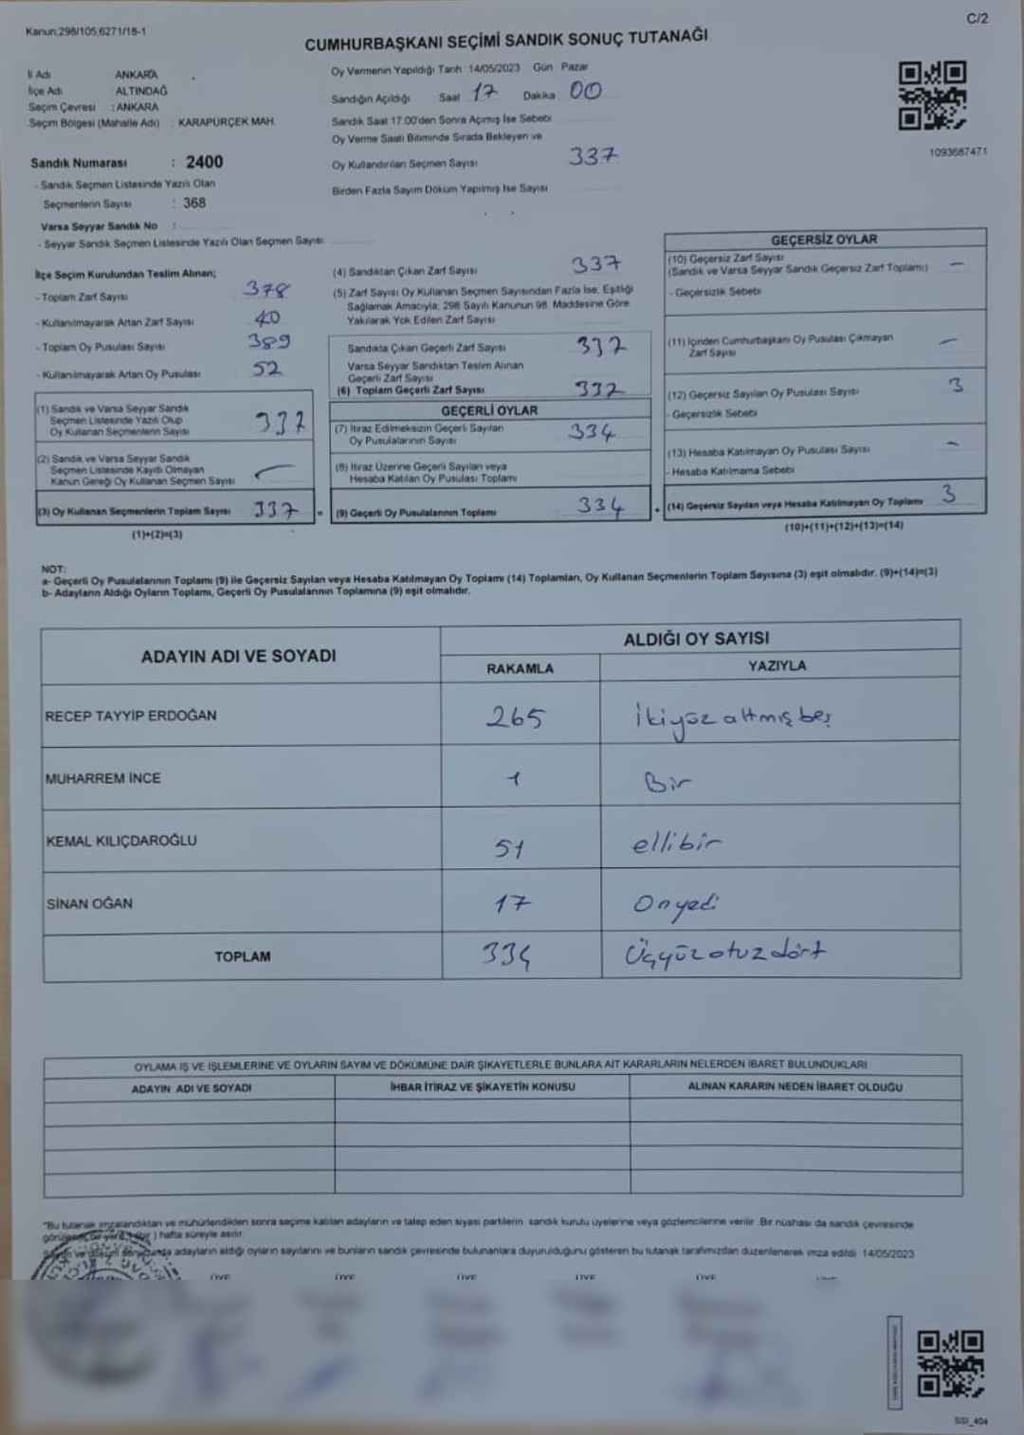 Kanun;298/105;6271/18-1
C/2
CUMHURBAŞKANI SEÇİMİ SANDIK SONUÇ TUTANAĞI
İl Adı ANKARA
İlçe Adı ALTINDAĞ
Seçim Çevresi : ANKARA
Seçim Bölgesi (Mahalle Adı) : KARAPÜRÇEK MAH.
Sandık Numarası : 2400
- Sandık Seçmen Listesinde Yazılı Olan
Seçmenlerin Sayısı : 368
Varsa Seyyar Sandık No :
- Seyyar Sandık Seçmen Listesinde Yazılı Olan Seçmen Sayısı
Oy Vermenin Yapıldığı Tarih :14/05/2023 Gün Pazar
Sandığın Açıldığı Saat 17 Dakika 00
Sandık Saat 17:00'den Sonra Açılmış İse Sebebi
Oy Verme Saati Bitiminde Sırada Bekleyen ve
Oy Kullandırılan Seçmen Sayısı 337
Birden Fazla Sayım Döküm Yapılmış İse Sayısı
1093687471
İlçe Seçim Kurulundan Teslim Alınan;
- Toplam Zarf Sayısı 378
- Kullanılmayarak Artan Zarf Sayısı 40
- Toplam Oy Pusulası Sayısı 389
- Kullanılmayarak Artan Oy Pusulası 52
(1) Sandık ve Varsa Seyyar Sandık
Seçmen Listesinde Yazılı Olup
Oy Kullanan Seçmenlerin Sayısı 337
(2) Sandık ve Varsa Seyyar Sandık
Seçmen Listesinde Kayıtlı Olmayan
Kanun Gereği Oy Kullanan Seçmen Sayısı –
(3) Oy Kullanan Seçmenlerin Toplam Sayısı 337
(1)+(2)=(3)
(4) Sandıktan Çıkan Zarf Sayısı 337
(5) Zarf Sayısı Oy Kullanan Seçmen Sayısından Fazla İse, Eşitliği
Sağlamak Amacıyla, 298 Sayılı Kanunun 98. Maddesine Göre
Yakılarak Yok Edilen Zarf Sayısı
Sandıkta Çıkan Geçerli Zarf Sayısı 337
Varsa Seyyar Sandıktan Teslim Alınan
Geçerli Zarf Sayısı
(6) Toplam Geçerli Zarf Sayısı 337
GEÇERLİ OYLAR
(7) İtiraz Edilmeksizin Geçerli Sayılan
Oy Pusulalarının Sayısı 334
(8) İtiraz Üzerine Geçerli Sayılan veya
Hesaba Katılan Oy Pusulası Toplamı
(9) Geçerli Oy Pusulalarının Toplamı 334
GEÇERSİZ OYLAR
(10) Geçersiz Zarf Sayısı
(Sandık ve Varsa Seyyar Sandık Geçersiz Zarf Toplamı) –
- Geçersizlik Sebebi
(11) İçinden Cumhurbaşkanı Oy Pusulası Çıkmayan
Zarf Sayısı –
(12) Geçersiz Sayılan Oy Pusulası Sayısı 3
- Geçersizlik Sebebi
(13) Hesaba Katılmayan Oy Pusulası Sayısı –
- Hesaba Katılmama Sebebi
(14) Geçersiz Sayılan veya Hesaba Katılmayan Oy Toplamı 3
(10)+(11)+(12)+(13)=(14)
NOT:
a- Geçerli Oy Pusulalarının Toplamı (9) ile Geçersiz Sayılan veya Hesaba Katılmayan Oy Toplamı (14) Toplamları, Oy Kullanan Seçmenlerin Toplam Sayısına (3) eşit olmalıdır. (9)+(14)=(3)
b- Adayların Aldığı Oyların Toplamı, Geçerli Oy Pusulalarının Toplamına (9) eşit olmalıdır.
ADAYIN ADI VE SOYADI ALDIĞI OY SAYISI
RAKAMLA YAZIYLA
RECEP TAYYİP ERDOĞAN 265 İkiyüz altmış beş
MUHARREM İNCE 1 Bir
KEMAL KILIÇDAROĞLU 51 ellibir
SİNAN OĞAN 17 Onyedi
TOPLAM 334 Üçyüz otuz dört
OYLAMA İŞ VE İŞLEMLERİNE VE OYLARIN SAYIM VE DÖKÜMÜNE DAİR ŞİKAYETLERLE BUNLARA AİT KARARLARIN NELERDEN İBARET BULUNDUKLARI
ADAYIN ADI VE SOYADI İHBAR İTİRAZ VE ŞİKAYETİN KONUSU ALINAN KARARIN NEDEN İBARET OLDUĞU
"Bu tutanak imzalandıktan ve mühürlendikten sonra seçime katılan adayların ve talep eden siyasi partilerin sandık kurulu üyelerine veya gözlemcilerine verilir. Bir nüshası da sandık çevresinde
hafta süreyle asılır.
adayların aldığı oyların sayılarını ve bunların sandık çevresinde bulunanlara duyurulduğunu gösteren bu tutanak tarafımızdan düzenlenerek imza edildi. 14/05/2023
ÜYE ÜYE ÜYE ÜYE ÜYE
SSI_404